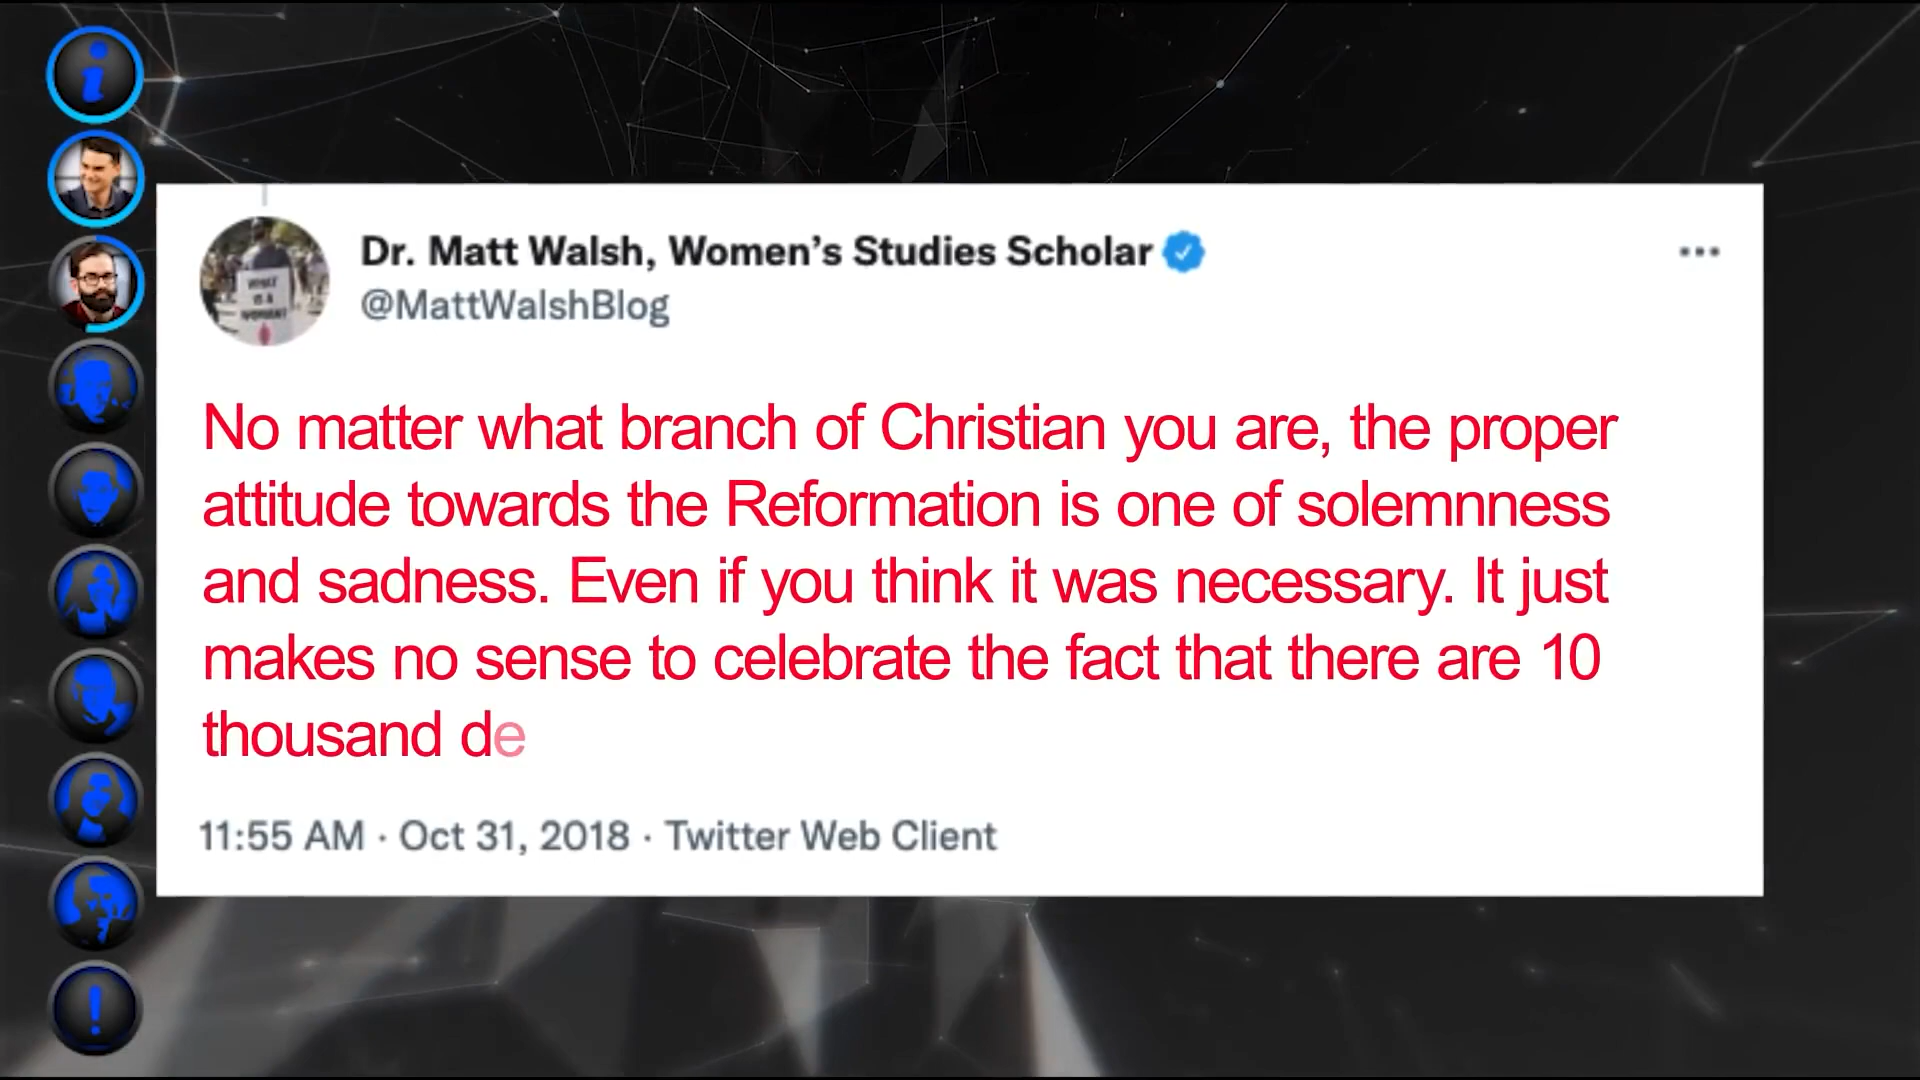 Dr. Matt Walsh, Women's Studies Scholar
@MattWalshBlog
WHAT
IS A
WOMAN?
No matter what branch of Christian you are, the proper
attitude towards the Reformation is one of solemnness
and sadness. Even if you think it was necessary. It just
makes no sense to celebrate the fact that there are 10
thousand de
11:55 AM · Oct 31, 2018 · Twitter Web Client